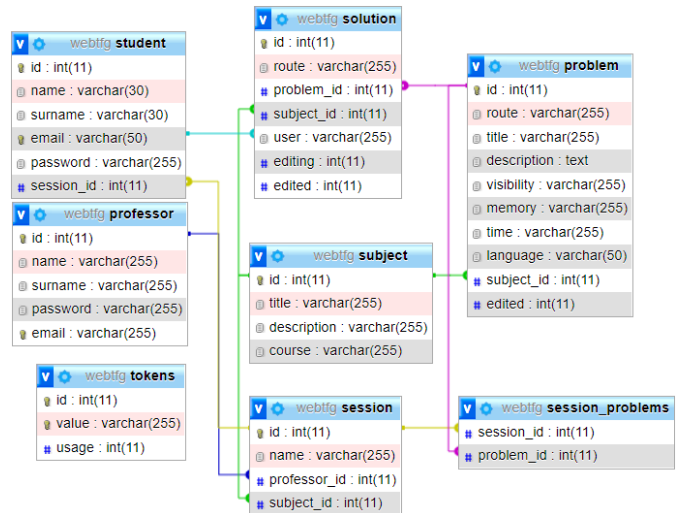 webtfg student
id : int(11)
name : varchar(30)
surname : varchar(30)
email : varchar(50)
password : varchar(255)
session_id : int(11)
webtfg professor
id : int(11)
name : varchar(255)
surname : varchar(255)
password : varchar(255)
email : varchar(255)
webtfg tokens
id : int(11)
value : varchar(255)
usage : int(11)
webtfg solution
id : int(11)
route : varchar(255)
problem_id : int(11)
subject_id : int(11)
user : varchar(255)
editing : int(11)
edited : int(11)
webtfg subject
id : int(11)
title : varchar(255)
description : varchar(255)
course : varchar(255)
webtfg session
id : int(11)
name : varchar(255)
professor_id : int(11)
subject_id : int(11)
webtfg problem
id : int(11)
route : varchar(255)
title : varchar(255)
description : text
visibility : varchar(255)
memory : varchar(255)
time : varchar(255)
language : varchar(50)
subject_id : int(11)
edited : int(11)
webtfg session_problems
session_id : int(11)
problem_id : int(11)